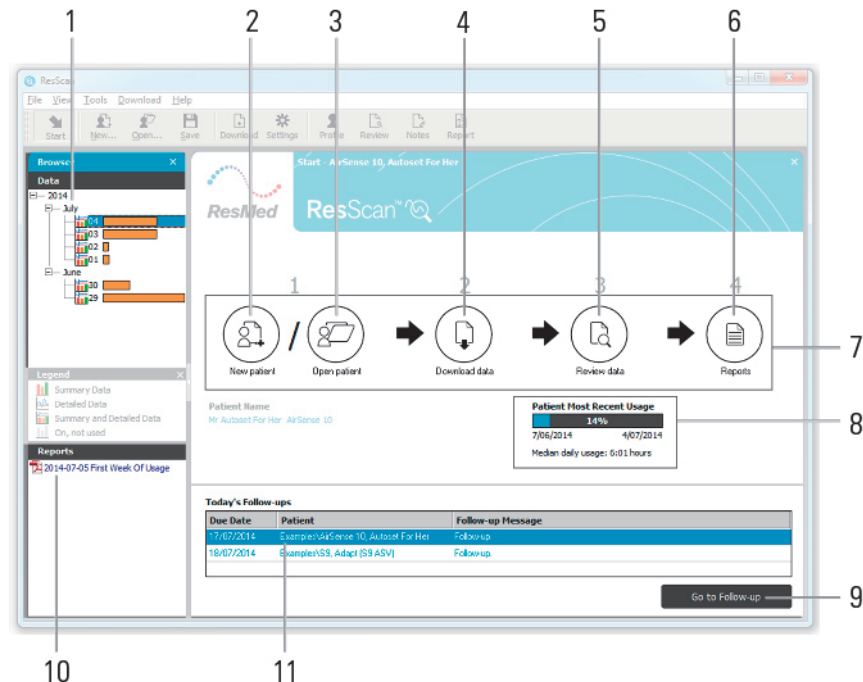 1 2 3 4 5 6
ResScan
File View Tools Download Help
Start New... Open... Save Download Settings Profile Review Notes Report
Browser
Data
2014
July
04
03
02
01
June
30
29
Legend
Summary Data
Detailed Data
Summary and Detailed Data
On, not used
Reports
2014-07-05 First Week Of Usage
Start - AirSense 10, Autoset For Her
ResMed
ResScan™
1 2 3 4
/
New patient Open patient Download data Review data Reports
7
Patient Name
Mr Autoset For Her AirSense 10
Patient Most Recent Usage
14%
7/06/2014 4/07/2014
Median daily usage: 6:01 hours
8
Today's Follow-ups
Due Date Patient Follow-up Message
17/07/2014 Examples\AirSense 10, Autoset For Her Follow-up.
18/07/2014 Examples\S9, Adapt (S9 ASV) Follow-up.
Go to Follow-up
9
10 11